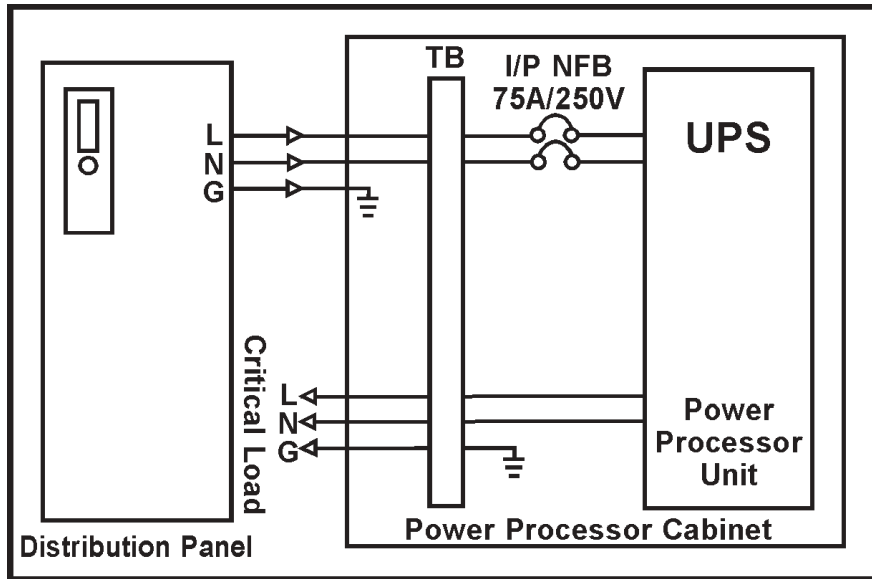 TB
I/P NFB
75A/250V
UPS
L
N
G
Critical Load
L
N
G
Power
Processor
Unit
Power Processor Cabinet
Distribution Panel